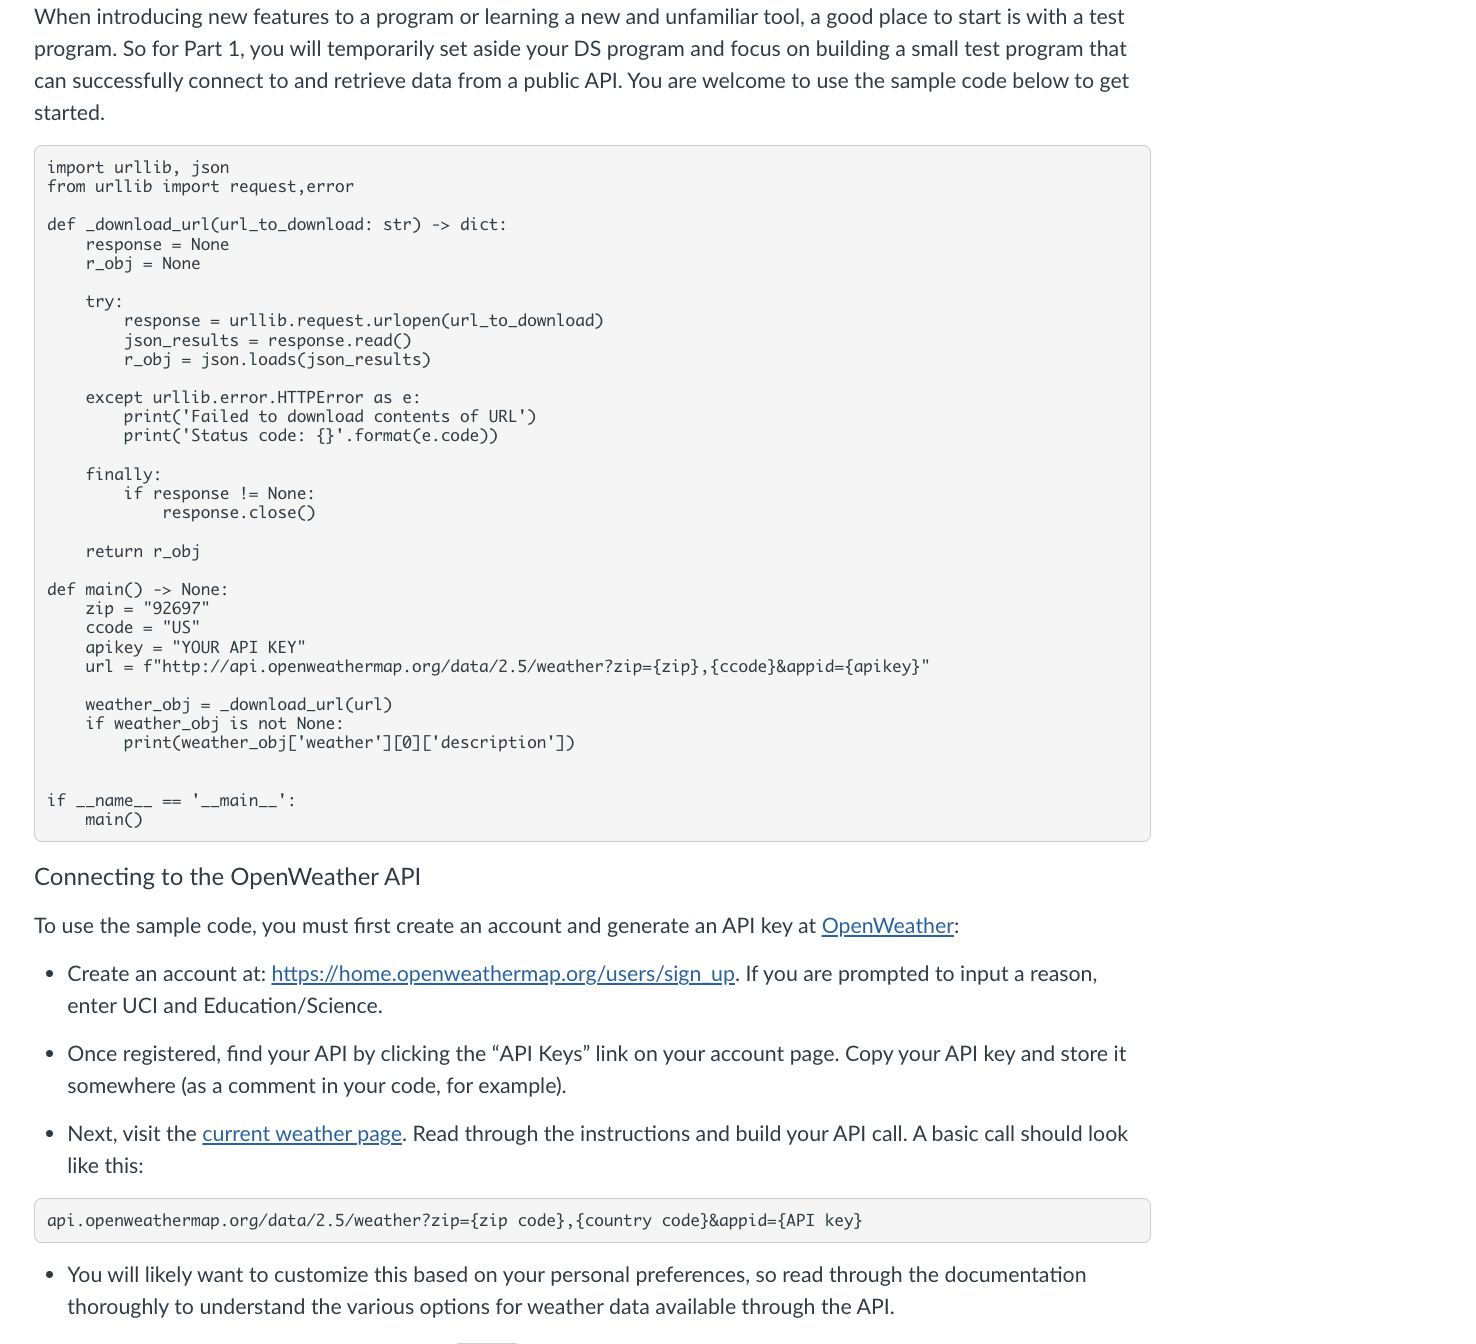 When introducing new features to a program or learning a new and unfamiliar tool, a good place to start is with a test
program. So for Part 1, you will temporarily set aside your DS program and focus on building a small test program that
can successfully connect to and retrieve data from a public API. You are welcome to use the sample code below to get
started.
import urllib, json
from urllib import request,error
def _download_url(url_to_download: str) -> dict:
    response = None
    r_obj = None
    try:
        response = urllib.request.urlopen(url_to_download)
        json_results = response.read()
        r_obj = json.loads(json_results)
    except urllib.error.HTTPError as e:
        print('Failed to download contents of URL')
        print('Status code: {}'.format(e.code))
    finally:
        if response != None:
            response.close()
    return r_obj
def main() -> None:
    zip = "92697"
    ccode = "US"
    apikey = "YOUR API KEY"
    url = f"http://api.openweathermap.org/data/2.5/weather?zip={zip},{ccode}&appid={apikey}"
    weather_obj = _download_url(url)
    if weather_obj is not None:
        print(weather_obj['weather'][0]['description'])
if __name__ == '__main__':
    main()
Connecting to the OpenWeather API
To use the sample code, you must first create an account and generate an API key at OpenWeather:
• Create an account at: https://home.openweathermap.org/users/sign_up. If you are prompted to input a reason,
enter UCI and Education/Science.
• Once registered, find your API by clicking the “API Keys” link on your account page. Copy your API key and store it
somewhere (as a comment in your code, for example).
• Next, visit the current weather page. Read through the instructions and build your API call. A basic call should look
like this:
api.openweathermap.org/data/2.5/weather?zip={zip code},{country code}&appid={API key}
• You will likely want to customize this based on your personal preferences, so read through the documentation
thoroughly to understand the various options for weather data available through the API.